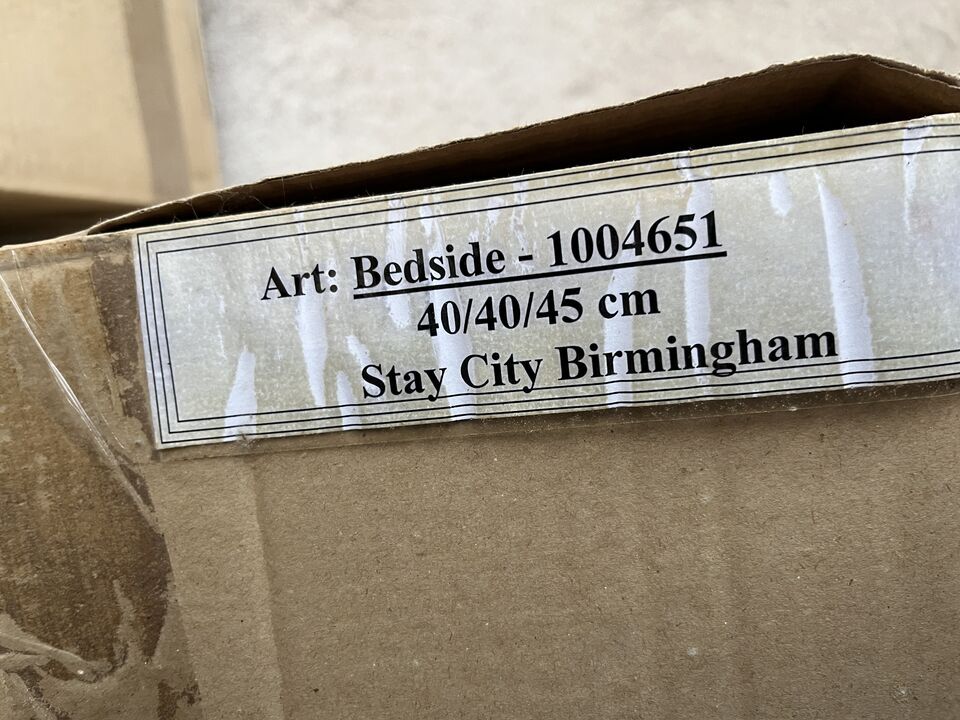 Art: Bedside - 1004651
40/40/45 cm
Stay City Birmingham